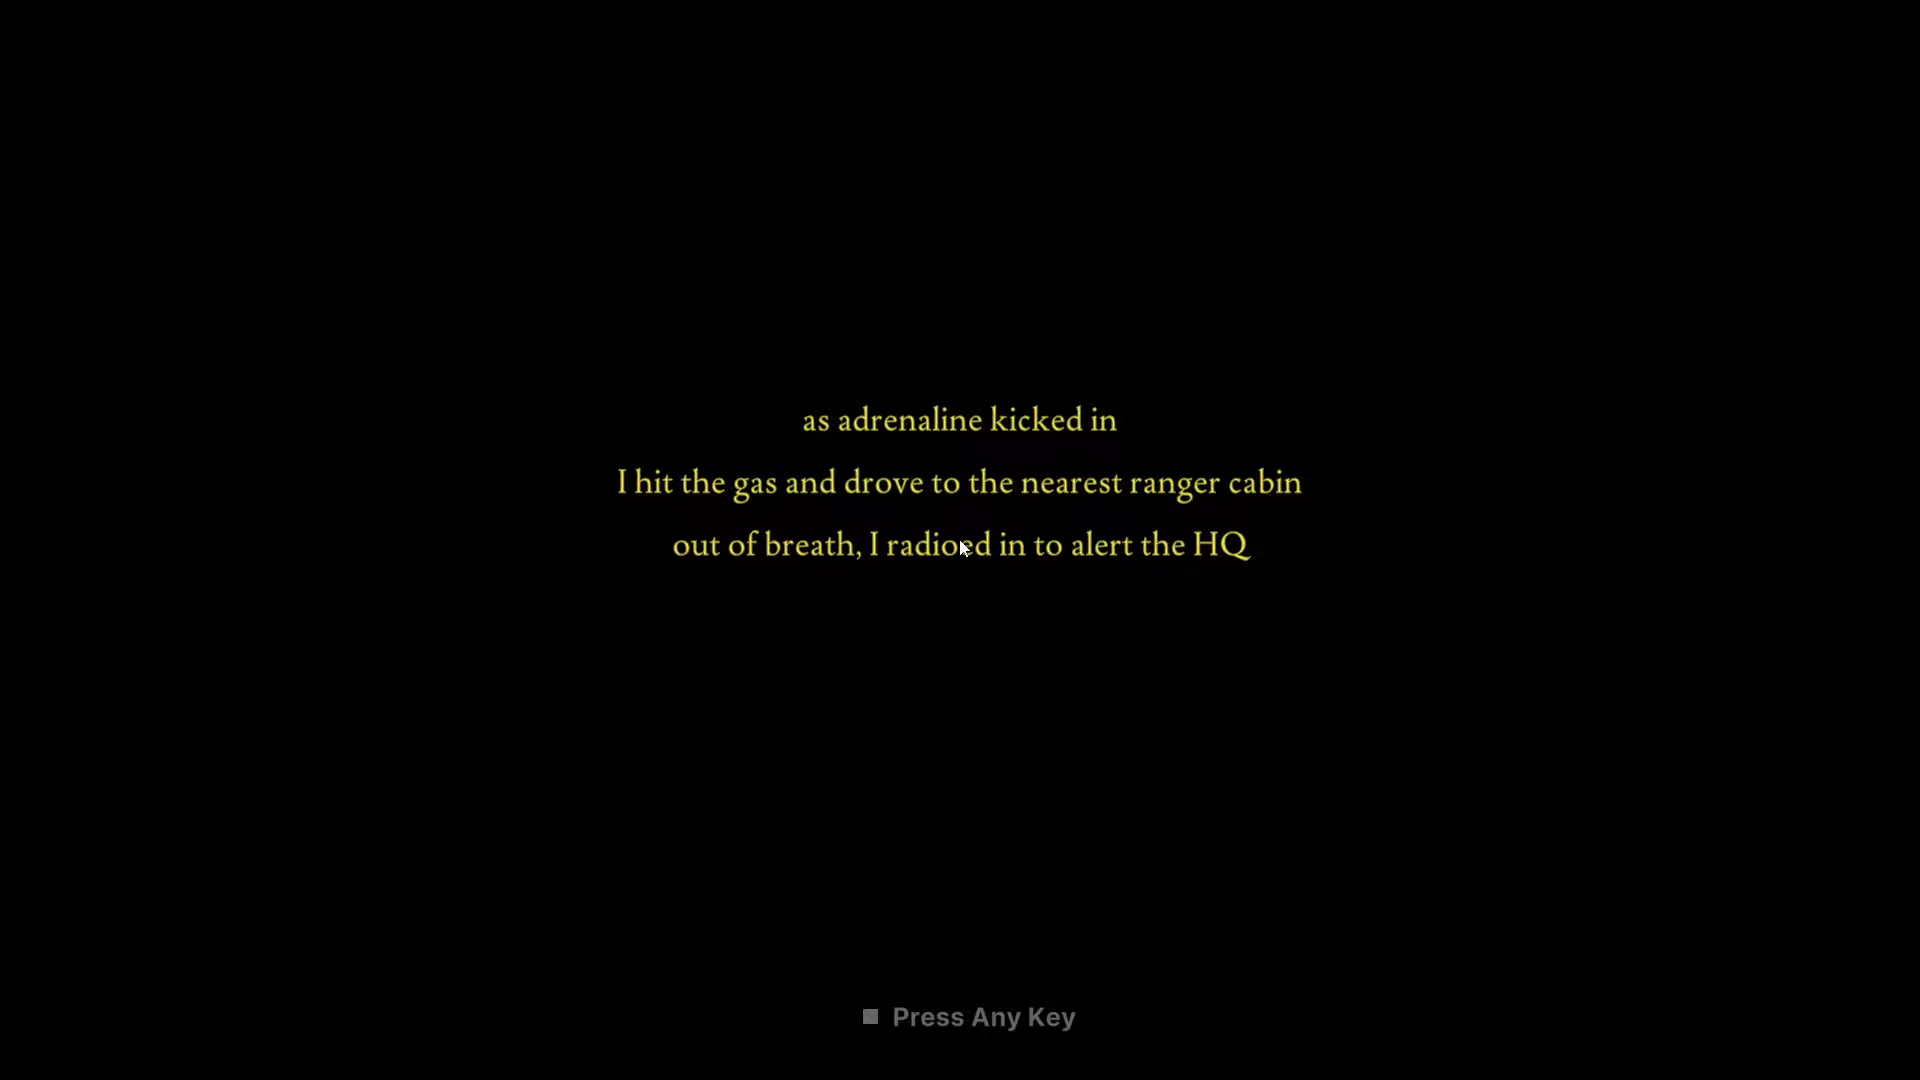 as adrenaline kicked in
I hit the gas and drove to the nearest ranger cabin
out of breath, I radioed in to alert the HQ
Press Any Key